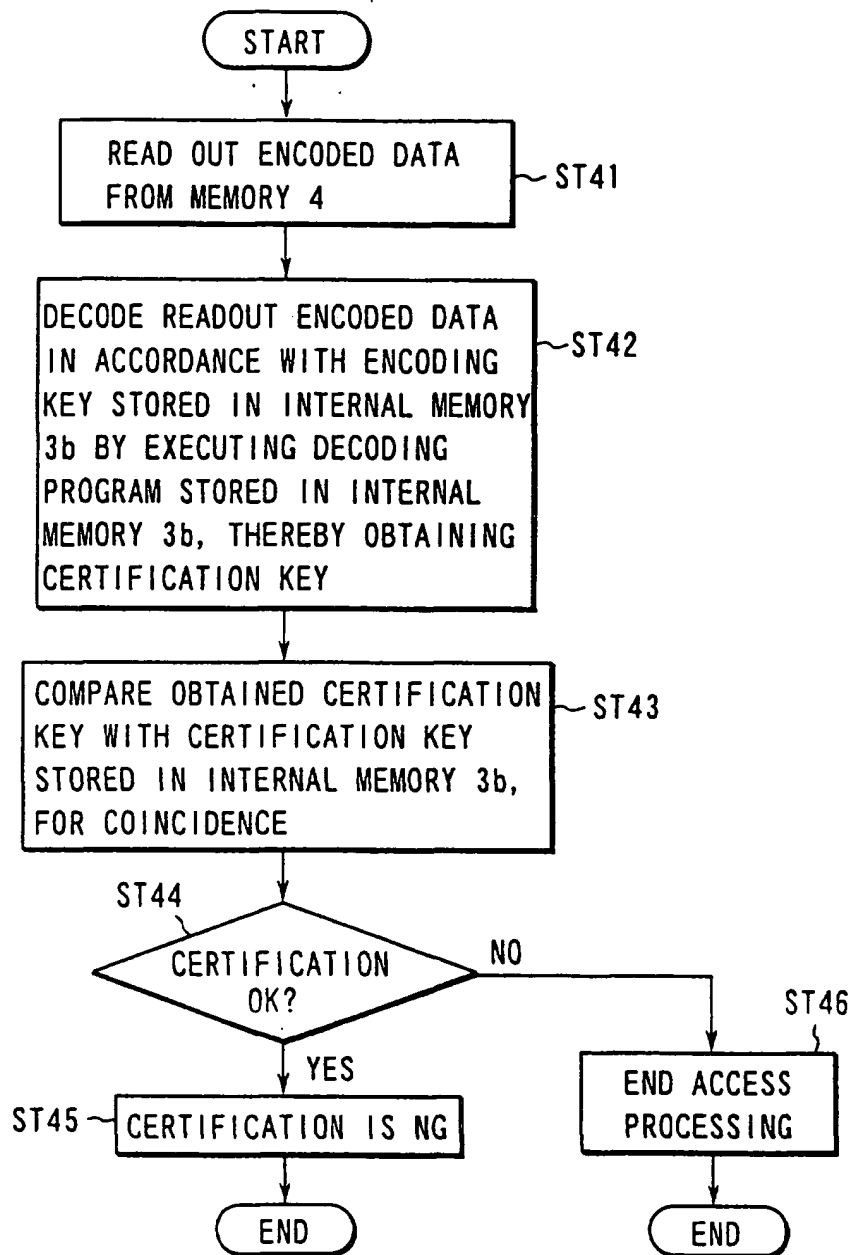 START
READ OUT ENCODED DATA
FROM MEMORY 4
ST41
DECODE READOUT ENCODED DATA
IN ACCORDANCE WITH ENCODING
KEY STORED IN INTERNAL MEMORY
3b BY EXECUTING DECODING
PROGRAM STORED IN INTERNAL
MEMORY 3b, THEREBY OBTAINING
CERTIFICATION KEY
ST42
COMPARE OBTAINED CERTIFICATION
KEY WITH CERTIFICATION KEY
STORED IN INTERNAL MEMORY 3b,
FOR COINCIDENCE
ST43
ST44
CERTIFICATION
OK?
NO
YES
ST45
CERTIFICATION IS NG
END
ST46
END ACCESS
PROCESSING
END